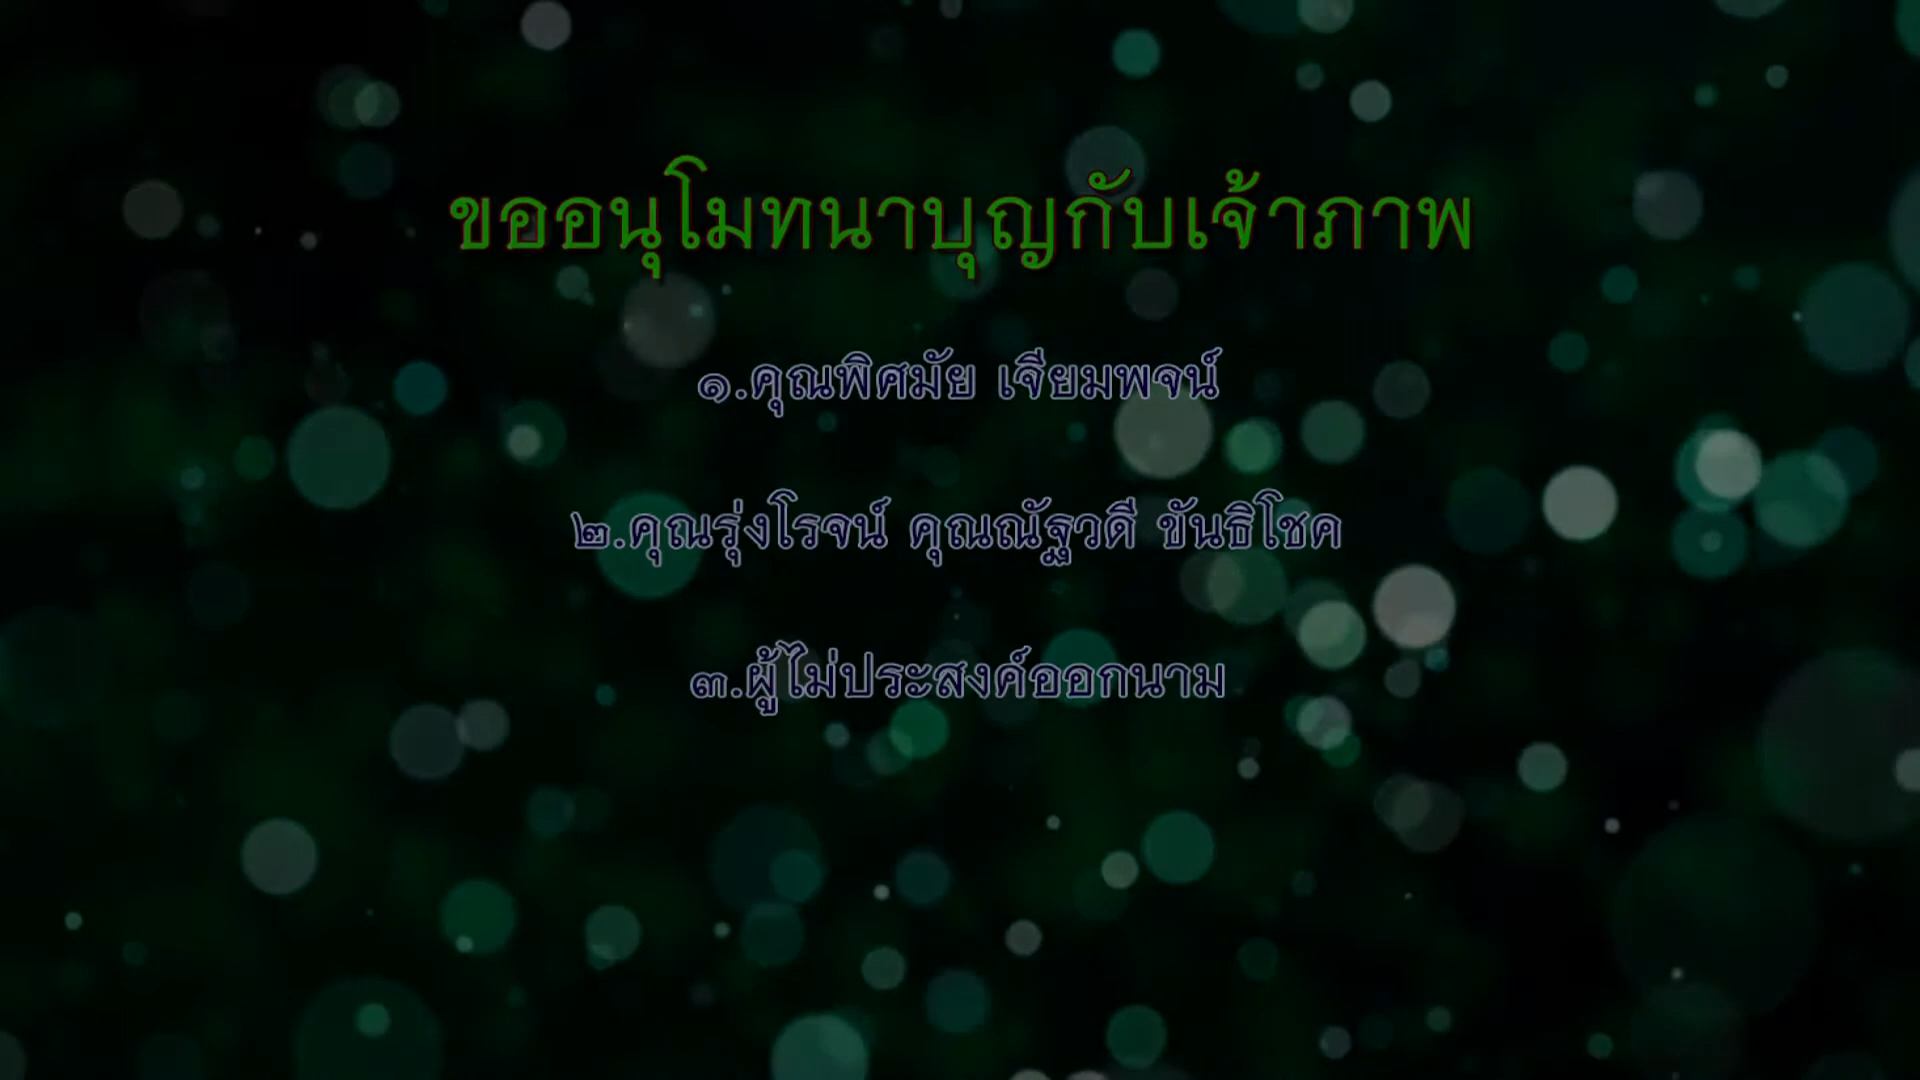 ขออนุโมทนาบุญกับเจ้าภาพ
๑.คุณพิศมัย เจียมพจน์
๒.คุณรุ่งโรจน์ คุณณัฐวดี ขันธิโชค
๓.ผู้ไม่ประสงค์ออกนาม